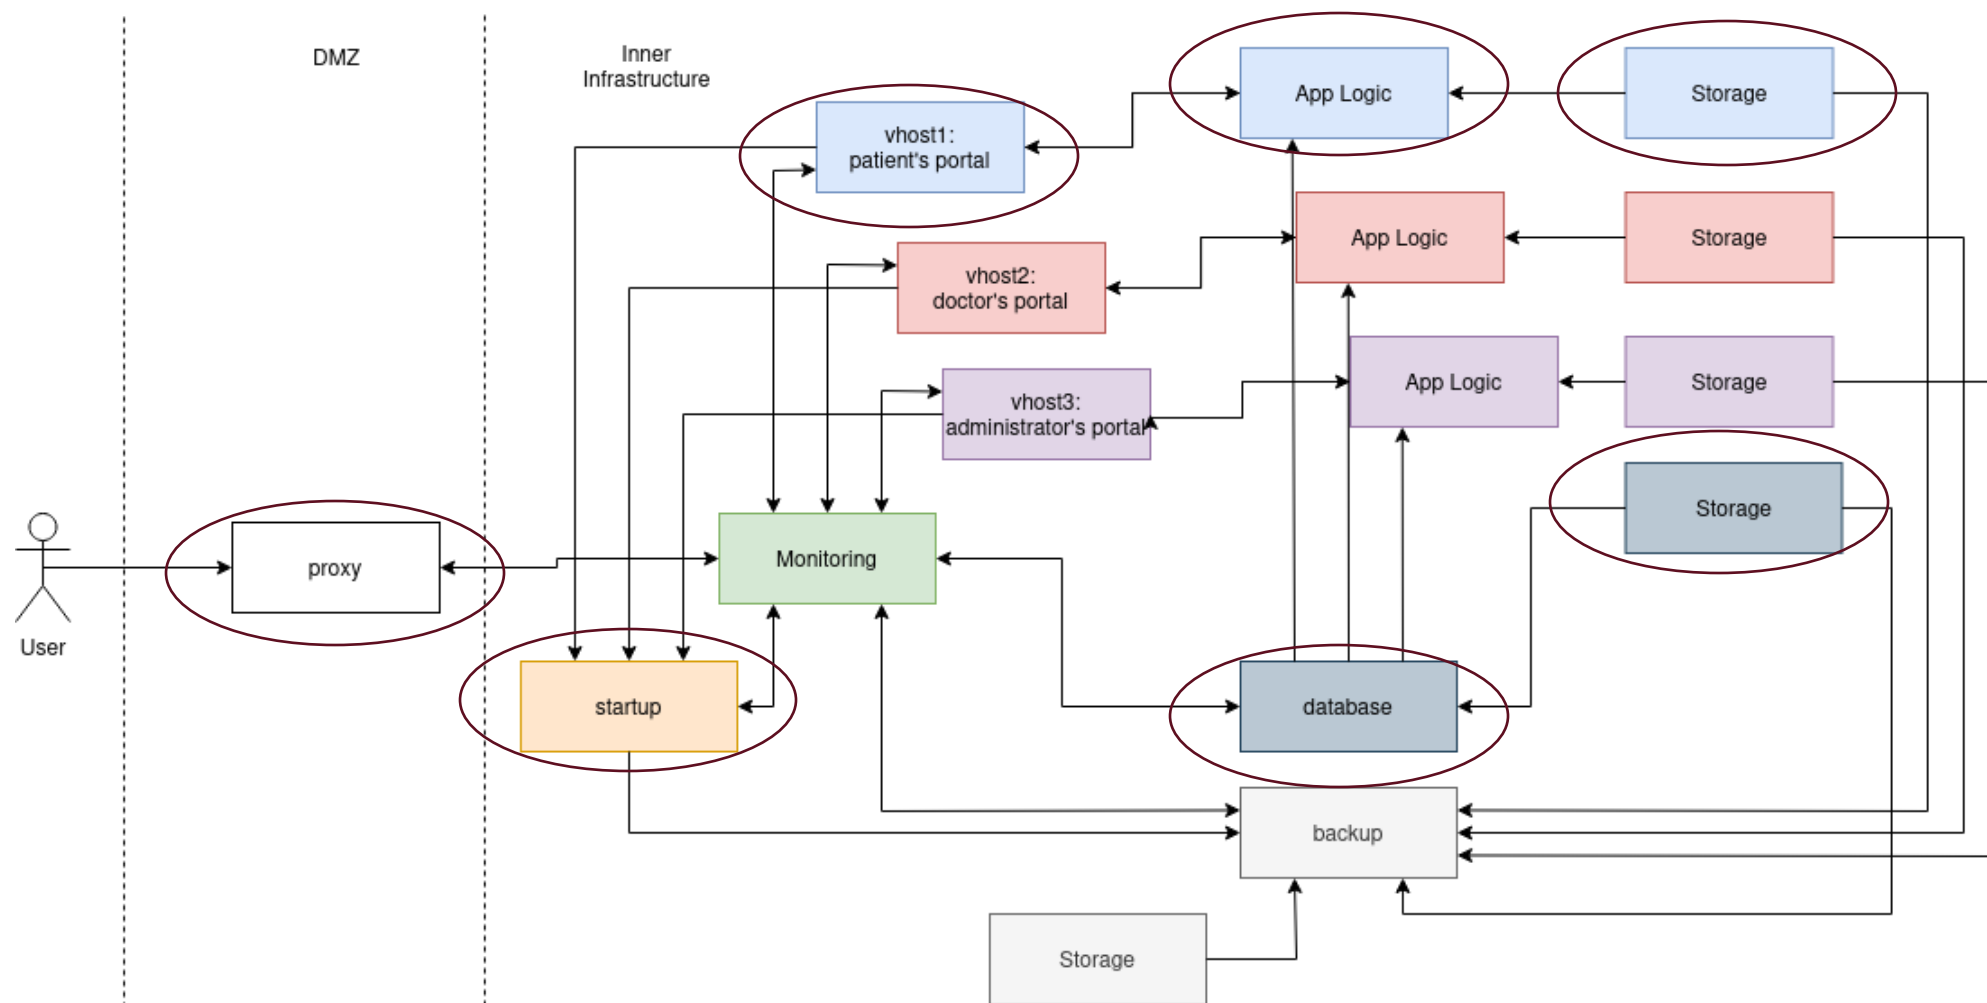 DMZ
Inner
Infrastructure
App Logic
Storage
vhost1:
patient's portal
App Logic
Storage
vhost2:
doctor's portal
App Logic
Storage
vhost3:
administrator's portal
Storage
Monitoring
proxy
User
startup
database
backup
Storage